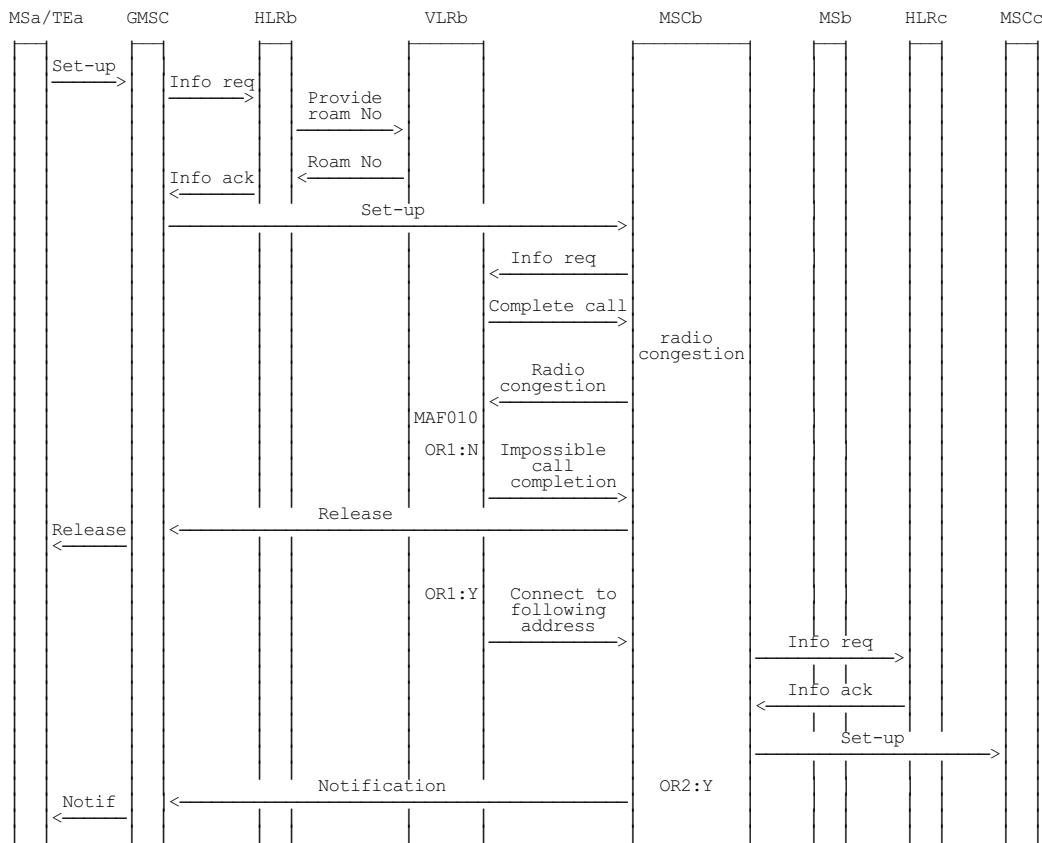 MSa/TEa GMSC HLRb VLRb MSCb MSb HLRc MSCc
Set-up
Info req
Provide
roam No
Roam No
Info ack
Set-up
Info req
Complete call
radio
congestion
Radio
congestion
MAF010
OR1:N Impossible
call
completion
Release
Release
OR1:Y Connect to
following
address
Info req
Info ack
Set-up
Notification OR2:Y
Notif